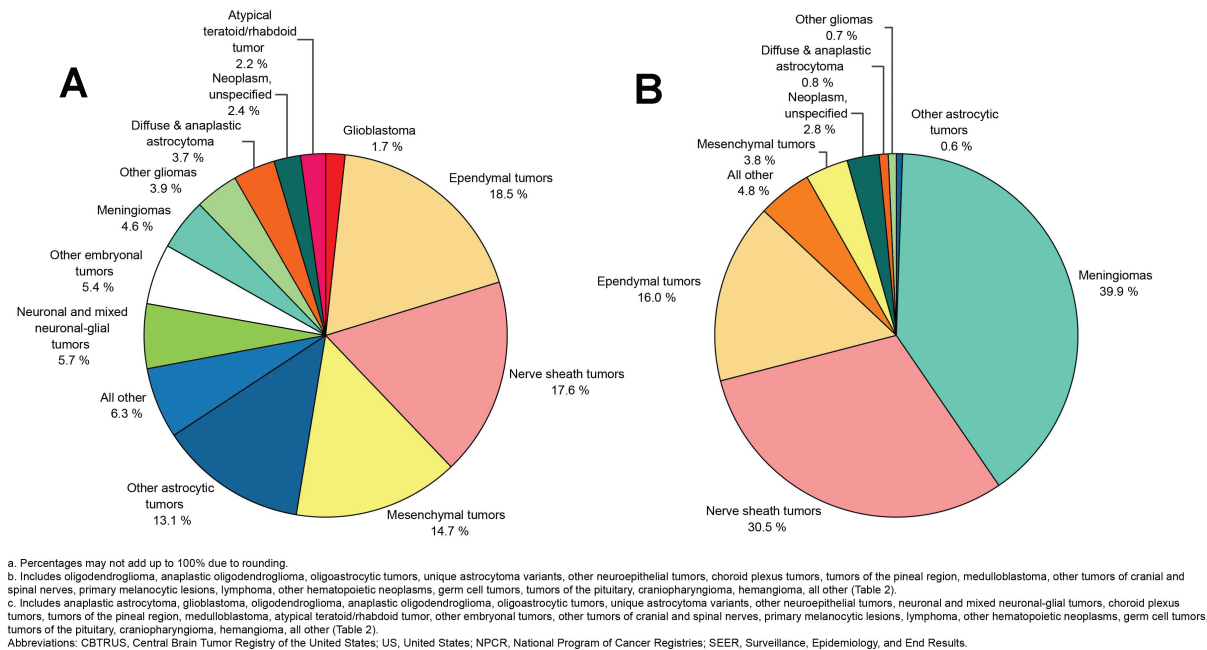 A
Atypical
teratoid/rhabdoid
tumor
2.2 %
Neoplasm,
unspecified
2.4 %
Diffuse & anaplastic
astrocytoma
3.7 %
Other gliomas
3.9 %
Meningiomas
4.6 %
Other embryonal
tumors
5.4 %
Neuronal and mixed
neuronal-glial
tumors
5.7 %
All other
6.3 %
Other astrocytic
tumors
13.1 %
Mesenchymal tumors
14.7 %
Nerve sheath tumors
17.6 %
Ependymal tumors
18.5 %
Glioblastoma
1.7 %
B
Other gliomas
0.7 %
Diffuse & anaplastic
astrocytoma
0.8 %
Neoplasm,
unspecified
2.8 %
Mesenchymal tumors
3.8 %
All other
4.8 %
Ependymal tumors
16.0 %
Nerve sheath tumors
30.5 %
Meningiomas
39.9 %
Other astrocytic
tumors
0.6 %
a. Percentages may not add up to 100% due to rounding.
b. Includes oligodendroglioma, anaplastic oligodendroglioma, oligoastrocytic tumors, unique astrocytoma variants, other neuroepithelial tumors, choroid plexus tumors, tumors of the pineal region, medulloblastoma, other tumors of cranial and
spinal nerves, primary melanocytic lesions, lymphoma, other hematopoietic neoplasms, germ cell tumors, tumors of the pituitary, craniopharyngioma, hemangioma, all other (Table 2).
c. Includes anaplastic astrocytoma, glioblastoma, oligodendroglioma, anaplastic oligodendroglioma, oligoastrocytic tumors, unique astrocytoma variants, other neuroepithelial tumors, neuronal and mixed neuronal-glial tumors, choroid plexus
tumors, tumors of the pineal region, medulloblastoma, atypical teratoid/rhabdoid tumor, other embryonal tumors, other tumors of cranial and spinal nerves, primary melanocytic lesions, lymphoma, other hematopoietic neoplasms, germ cell tumors,
tumors of the pituitary, craniopharyngioma, hemangioma, all other (Table 2).
Abbreviations: CBTRUS, Central Brain Tumor Registry of the United States; US, United States; NPCR, National Program of Cancer Registries; SEER, Surveillance, Epidemiology, and End Results.